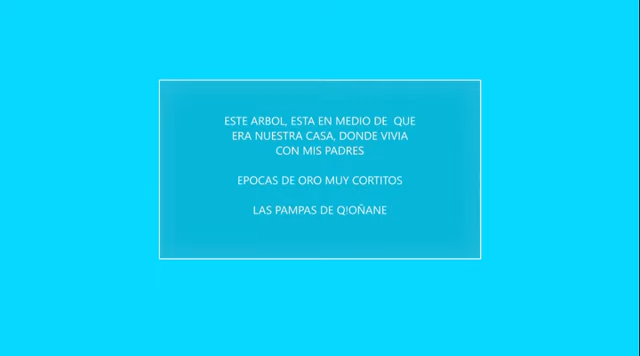 ESTE ARBOL, ESTA EN MEDIO DE  QUE
ERA NUESTRA CASA, DONDE VIVIA
CON MIS PADRES
EPOCAS DE ORO MUY CORTITOS
LAS PAMPAS DE Q!OÑANE